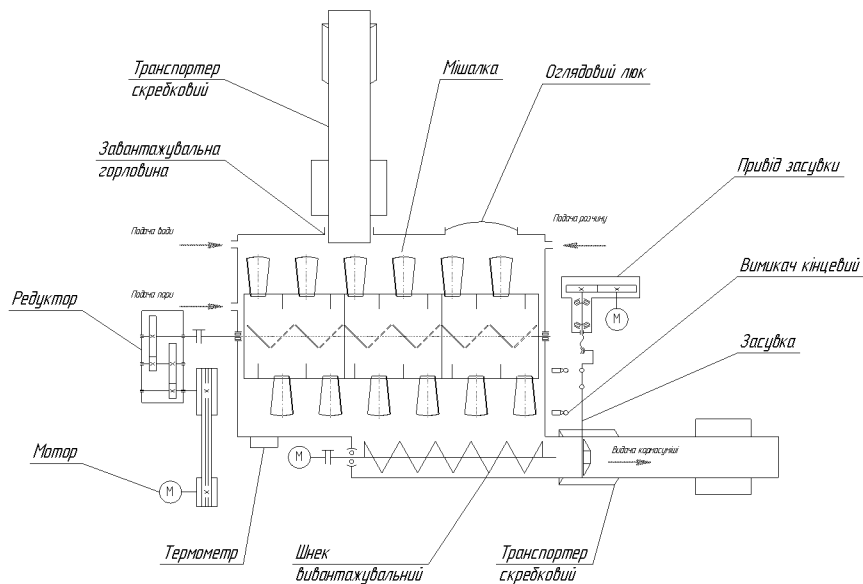 Транспортер
скребковий
Мішалка
Оглядовий люк
Завантажувальна
горловина
Привід засувки
Подача води
Подача розчину
Вимикач кінцевий
Редуктор
Подача пари
М
Засувка
Мотор
М
М
Видача кормасуміші
Термометр
Шнек
вивантажувальний
Транспортер
скребковий